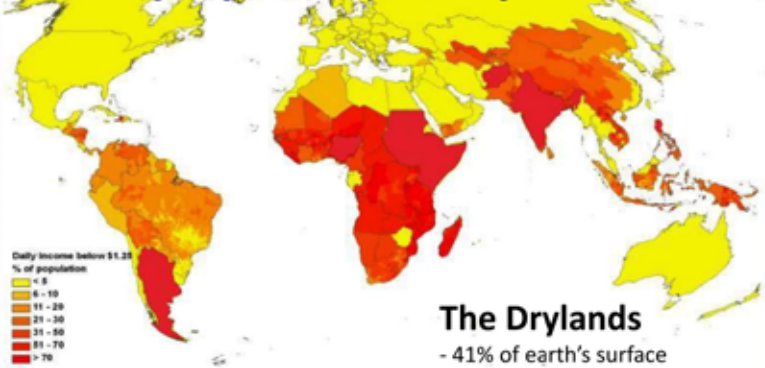 Daily Income below $1.25
% of population
< 5
6 - 10
11 - 20
21 - 30
31 - 50
51 - 70
> 70
The Drylands
- 41% of earth's surface